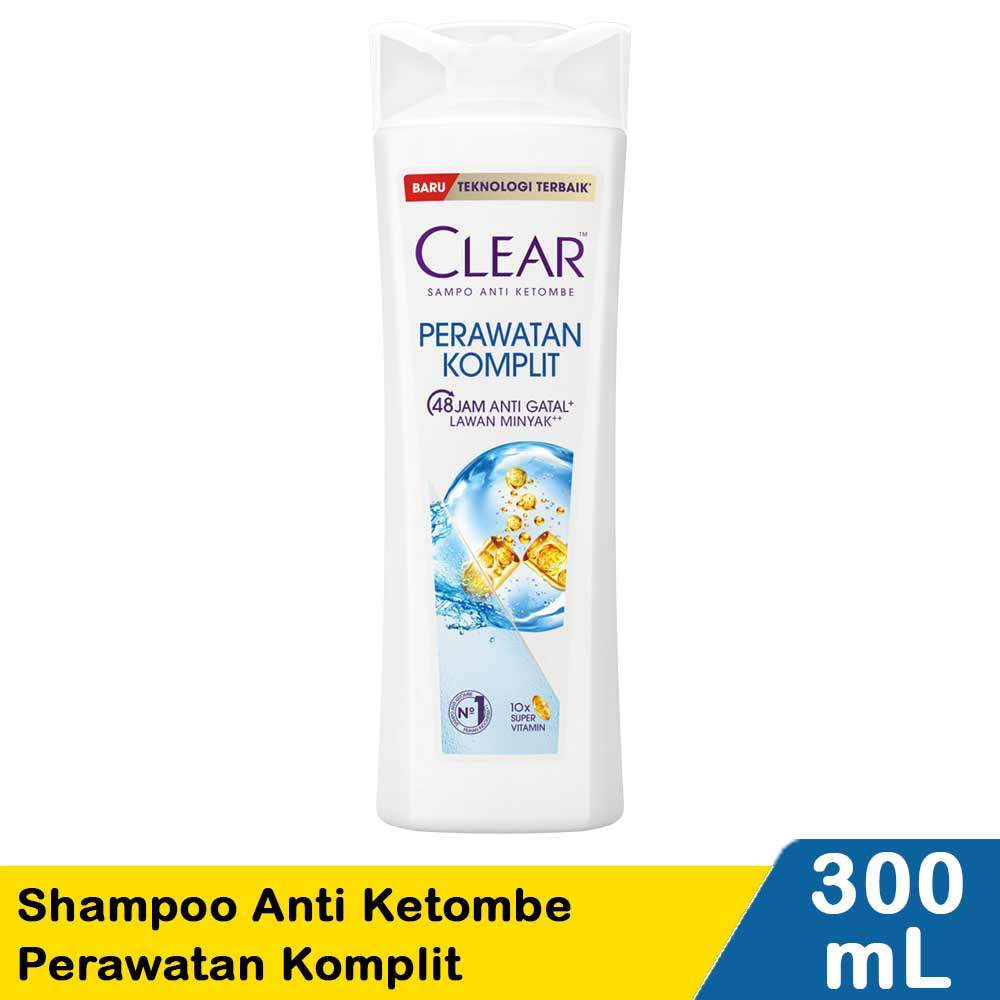 BARU TEKNOLOGI TERBAIK*
CLEAR™
SAMPO ANTI KETOMBE
PERAWATAN
KOMPLIT
48 JAM ANTI GATAL+
LAWAN MINYAK++
Nº1
10x
SUPER
VITAMIN
Shampoo Anti Ketombe
Perawatan Komplit
300
mL